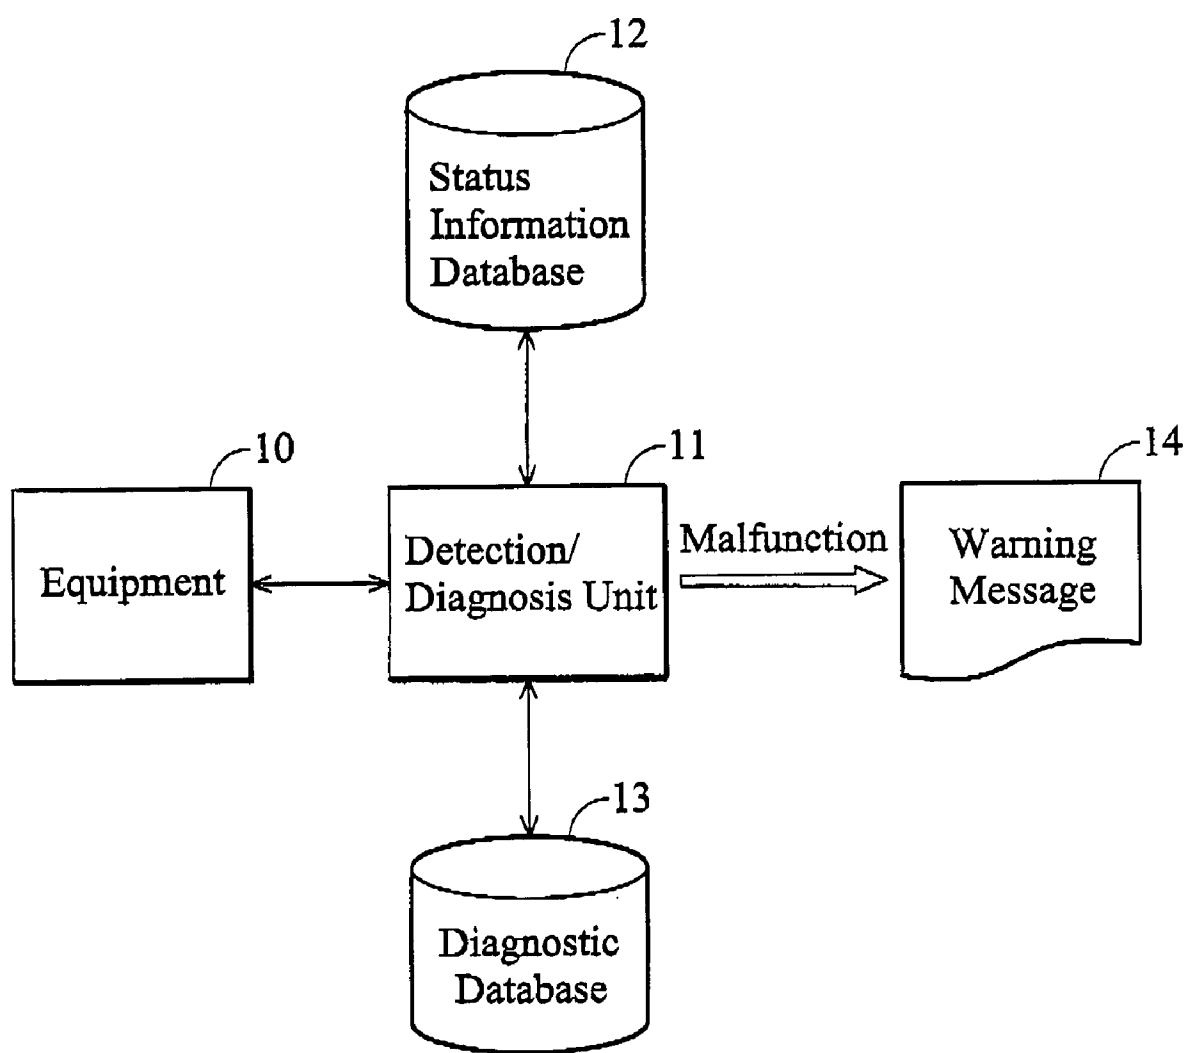 12
Status
Information
Database
10
11
14
Equipment
Detection/
Diagnosis Unit
Malfunction
Warning
Message
13
Diagnostic
Database